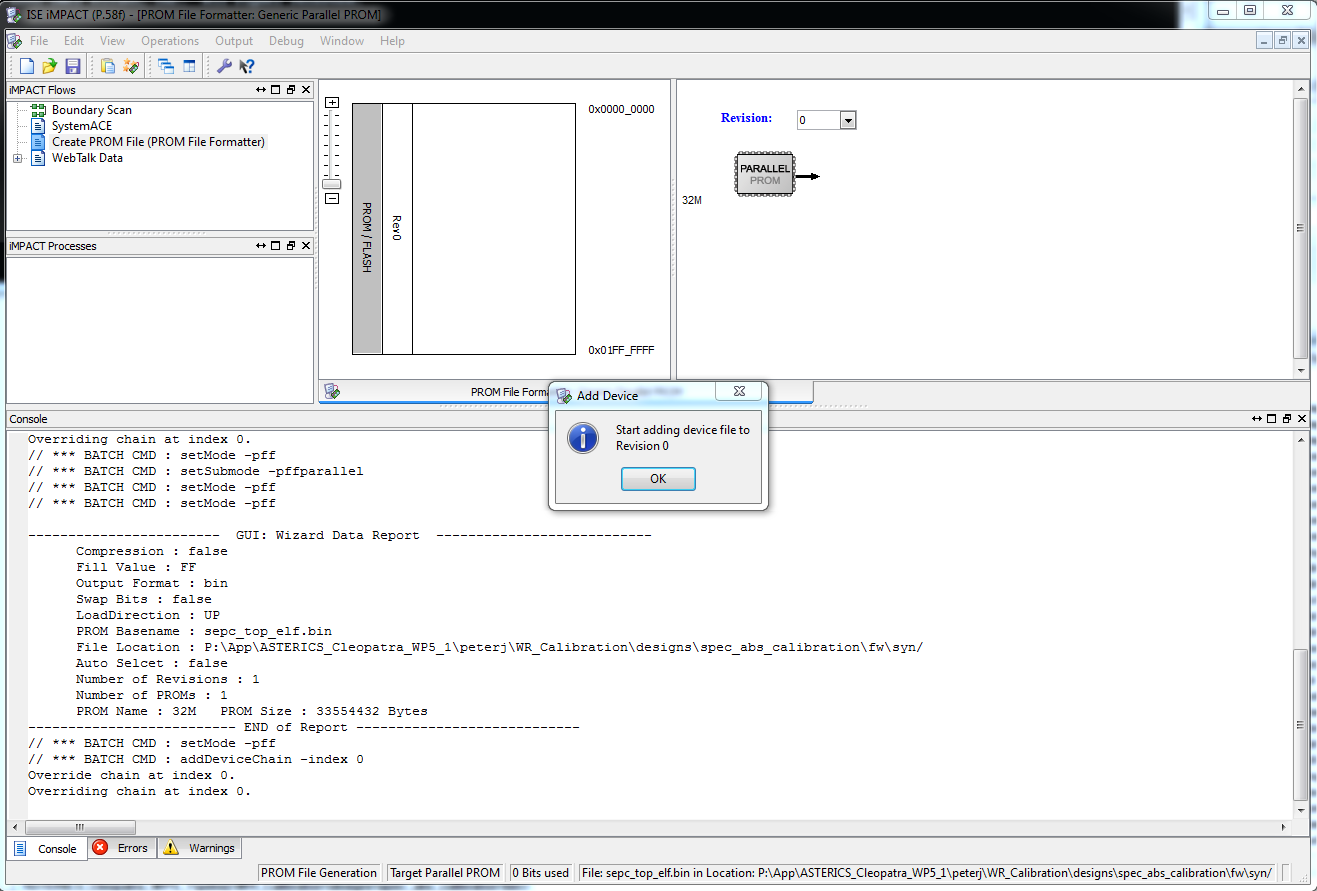 ISE iMPACT (P.58f) - [PROM File Formatter: Generic Parallel PROM]
File Edit View Operations Output Debug Window Help
iMPACT Flows
Boundary Scan
SystemACE
Create PROM File (PROM File Formatter)
WebTalk Data
iMPACT Processes
PROM / FLASH
Rev0
0x0000_0000
0x01FF_FFFF
Revision: 0
PARALLEL
PROM
32M
PROM File Form
Add Device
Start adding device file to
Revision 0
OK
Console
Overriding chain at index 0.
// *** BATCH CMD : setMode -pff
// *** BATCH CMD : setSubmode -pffparallel
// *** BATCH CMD : setMode -pff
// *** BATCH CMD : setMode -pff
------------------------ GUI: Wizard Data Report ---------------------------
Compression : false
Fill Value : FF
Output Format : bin
Swap Bits : false
LoadDirection : UP
PROM Basename : sepc_top_elf.bin
File Location : P:\App\ASTERICS_Cleopatra_WP5_1\peterj\WR_Calibration\designs\spec_abs_calibration\fw\syn/
Auto Selcet : false
Number of Revisions : 1
Number of PROMs : 1
PROM Name : 32M PROM Size : 33554432 Bytes
-------------------------- END of Report ----------------------------
// *** BATCH CMD : setMode -pff
// *** BATCH CMD : addDeviceChain -index 0
Override chain at index 0.
Overriding chain at index 0.
Console Errors Warnings
PROM File Generation Target Parallel PROM 0 Bits used File: sepc_top_elf.bin in Location: P:\App\ASTERICS_Cleopatra_WP5_1\peterj\WR_Calibration\designs\spec_abs_calibration\fw\syn/